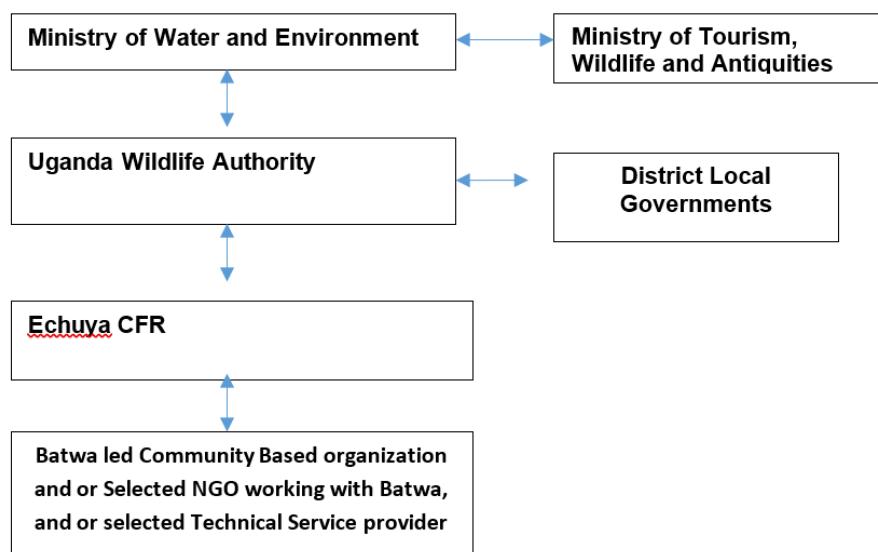 Ministry of Water and Environment
Ministry of Tourism,
Wildlife and Antiquities
Uganda Wildlife Authority
District Local
Governments
Echuya CFR
Batwa led Community Based organization
and or Selected NGO working with Batwa,
and or selected Technical Service provider